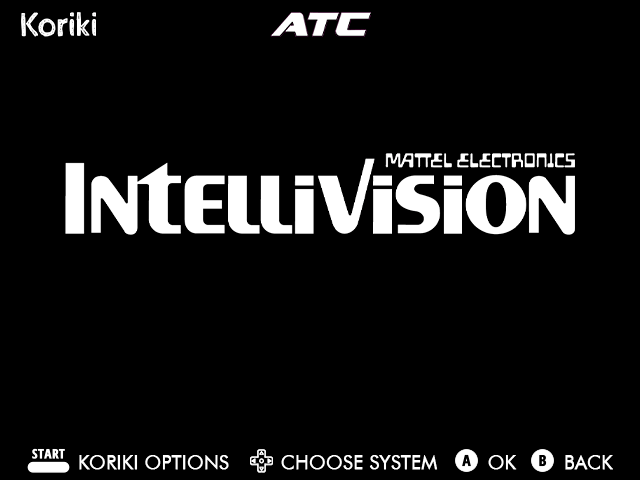 Koriki
ATC
MATTEL ELECTRONICS
INTELLIVISION
START KORIKI OPTIONS CHOOSE SYSTEM A OK B BACK